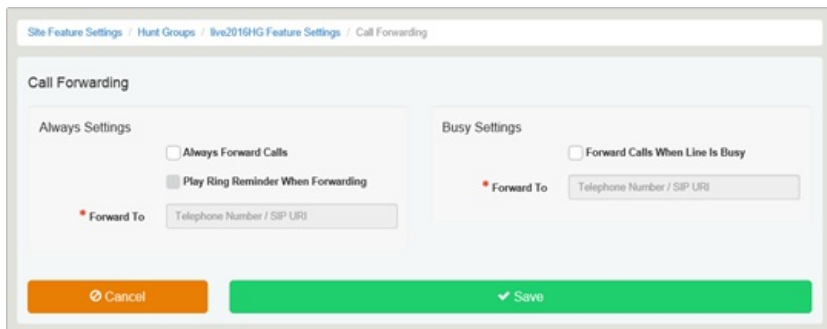 Site Feature Settings / Hunt Groups / live2016HG Feature Settings / Call Forwarding
Call Forwarding
Always Settings
Always Forward Calls
Play Ring Reminder When Forwarding
* Forward To
Telephone Number / SIP URI
Busy Settings
Forward Calls When Line Is Busy
* Forward To
Telephone Number / SIP URI
Cancel
Save